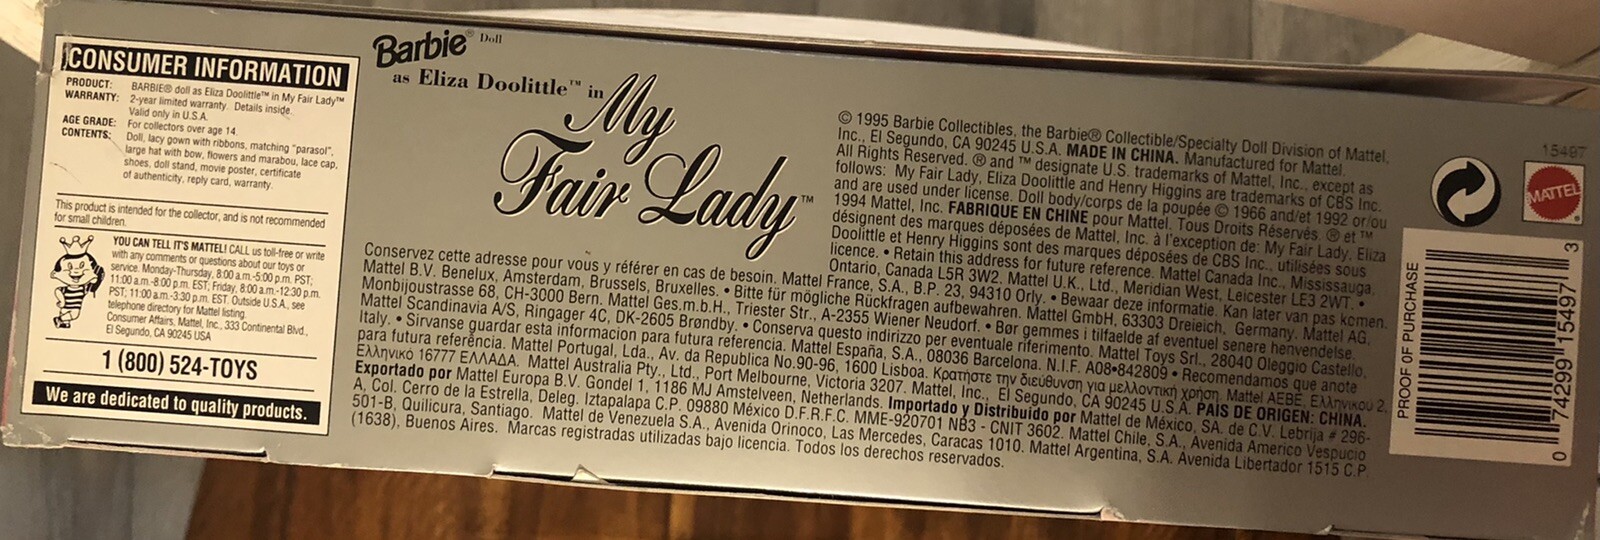 CONSUMER INFORMATION
PRODUCT: BARBIE® doll as Eliza Doolittle™ in My Fair Lady™
WARRANTY: 2-year limited warranty. Details inside.
Valid only in U.S.A.
AGE GRADE: For collectors over age 14.
CONTENTS: Doll, lacy gown with ribbons, matching "parasol",
large hat with bow, flowers and marabou, lace cap,
shoes, doll stand, movie poster, certificate
of authenticity, reply card, warranty.
This product is intended for the collector, and is not recommended
for small children.
YOU CAN TELL IT'S MATTEL! CALL us toll-free or write
with any comments or questions about our toys or
service. Monday-Thursday, 8:00 a.m.-5:00 p.m. PST;
11:00 a.m.-8:00 p.m. EST; Friday, 8:00 a.m.-12:30 p.m.
PST; 11:00 a.m.-3:30 p.m. EST. Outside U.S.A., see
telephone directory for Mattel listing.
Consumer Affairs, Mattel, Inc., 333 Continental Blvd.,
El Segundo, CA 90245 USA
1 (800) 524-TOYS
We are dedicated to quality products.
Barbie® Doll
as Eliza Doolittle™ in
My
Fair Lady™
© 1995 Barbie Collectibles, the Barbie® Collectible/Specialty Doll Division of Mattel,
Inc., El Segundo, CA 90245 U.S.A. MADE IN CHINA. Manufactured for Mattel.
All Rights Reserved. ® and ™ designate U.S. trademarks of Mattel, Inc., except as
follows: My Fair Lady, Eliza Doolittle and Henry Higgins are trademarks of CBS Inc.
and are used under license. Doll body/corps de la poupée © 1966 and/et 1992 or/ou
1994 Mattel, Inc. FABRIQUE EN CHINE pour Mattel. Tous Droits Réservés. ® et ™
désignent des marques déposées de Mattel, Inc. à l'exception de: My Fair Lady. Eliza
Doolittle et Henry Higgins sont des marques déposées de CBS Inc., utilisées sous
licence. • Retain this address for future reference. Mattel Canada Inc., Mississauga,
Conservez cette adresse pour vous y référer en cas de besoin. Mattel France, S.A., B.P. 23, 94310 Orly. Ontario, Canada L5R 3W2. Mattel U.K., Ltd., Meridian West, Leicester LE3 2WT. •
Mattel B.V. Benelux, Amsterdam, Brussels, Bruxelles. • Bitte für mögliche Rückfragen aufbewahren. Mattel GmbH, 63303 Dreieich, Germany. Mattel AG, • Bewaar deze informatie. Kan later van pas komen.
Monbijoustrasse 68, CH-3000 Bern. Mattel Ges.m.b.H., Triester Str., A-2355 Wiener Neudorf. • Bør gemmes i tilfaelde af eventuel senere henvendelse.
Mattel Scandinavia A/S, Ringager 4C, DK-2605 Brøndby. • Conserva questo indirizzo per eventuale riferimento. Mattel Toys Srl., 28040 Oleggio Castello,
Italy. • Sirvanse guardar esta informacion para futura referencia. Mattel España, S.A., 08036 Barcelona. N.I.F. A08•842809 • Recomendamos que anote
para futura referência. Mattel Portugal, Lda., Av. da Republica No.90-96, 1600 Lisboa. Κρατήστε την διεύθυνση για μελλοντική χρήση. Mattel AEBE, Ελληνικου 2,
Ελληνικό 16777 ΕΛΛΑΔΑ. Mattel Australia Pty., Ltd., Port Melbourne, Victoria 3207. Mattel, Inc., El Segundo, CA 90245 U.S.A. PAIS DE ORIGEN: CHINA.
Exportado por Mattel Europa B.V. Gondel 1, 1186 MJ Amstelveen, Netherlands. Importado y Distribuido por Mattel de México, SA. de C.V. Lebrija # 296-
A, Col. Cerro de la Estrella, Deleg. Iztapalapa C.P. 09880 México D.F.R.F.C. MME-920701 NB3 - CNIT 3602. Mattel Chile, S.A., Avenida Americo Vespucio
501-B, Quilicura, Santiago. Mattel de Venezuela S.A., Avenida Orinoco, Las Mercedes, Caracas 1010. Mattel Argentina, S.A. Avenida Libertador 1515 C.P.
(1638), Buenos Aires. Marcas registradas utilizadas bajo licencia. Todos los derechos reservados.
15497
MATTEL
PROOF OF PURCHASE
0 74299 15497 3